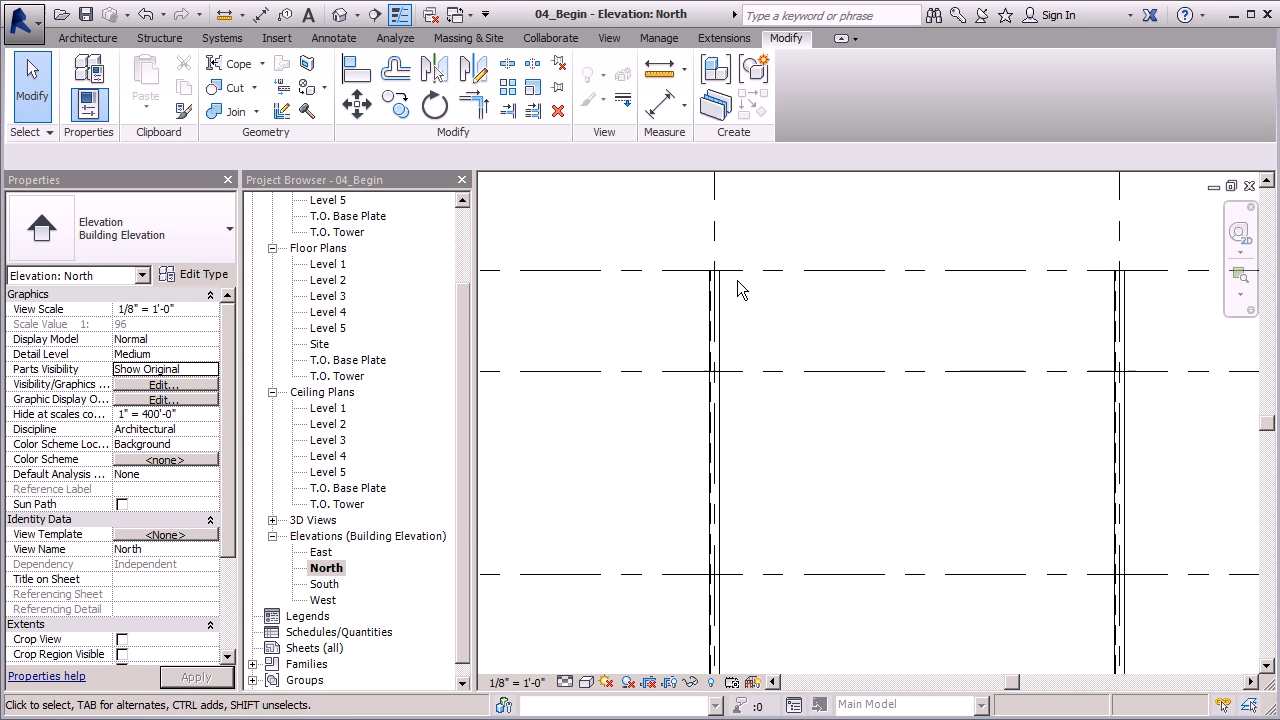 04_Begin - Elevation: North
Type a keyword or phrase
Sign In
Architecture
Structure
Systems
Insert
Annotate
Analyze
Massing & Site
Collaborate
View
Manage
Extensions
Modify
Modify
Paste
Cope
Cut
Join
Select
Properties
Clipboard
Geometry
Modify
View
Measure
Create
Properties
Elevation
Building Elevation
Elevation: North
Edit Type
Graphics
View Scale 1/8" = 1'-0"
Scale Value 1: 96
Display Model Normal
Detail Level Medium
Parts Visibility Show Original
Visibility/Graphics ... Edit...
Graphic Display O... Edit...
Hide at scales co... 1" = 400'-0"
Discipline Architectural
Color Scheme Loc... Background
Color Scheme <none>
Default Analysis ... None
Reference Label
Sun Path
Identity Data
View Template <None>
View Name North
Dependency Independent
Title on Sheet
Referencing Sheet
Referencing Detail
Extents
Crop View
Crop Region Visible
Properties help
Apply
Project Browser - 04_Begin
Level 5
T.O. Base Plate
T.O. Tower
Floor Plans
Level 1
Level 2
Level 3
Level 4
Level 5
Site
T.O. Base Plate
T.O. Tower
Ceiling Plans
Level 1
Level 2
Level 3
Level 4
Level 5
T.O. Base Plate
T.O. Tower
3D Views
Elevations (Building Elevation)
East
North
South
West
Legends
Schedules/Quantities
Sheets (all)
Families
Groups
2D
1/8" = 1'-0"
Click to select, TAB for alternates, CTRL adds, SHIFT unselects.
:0
Main Model